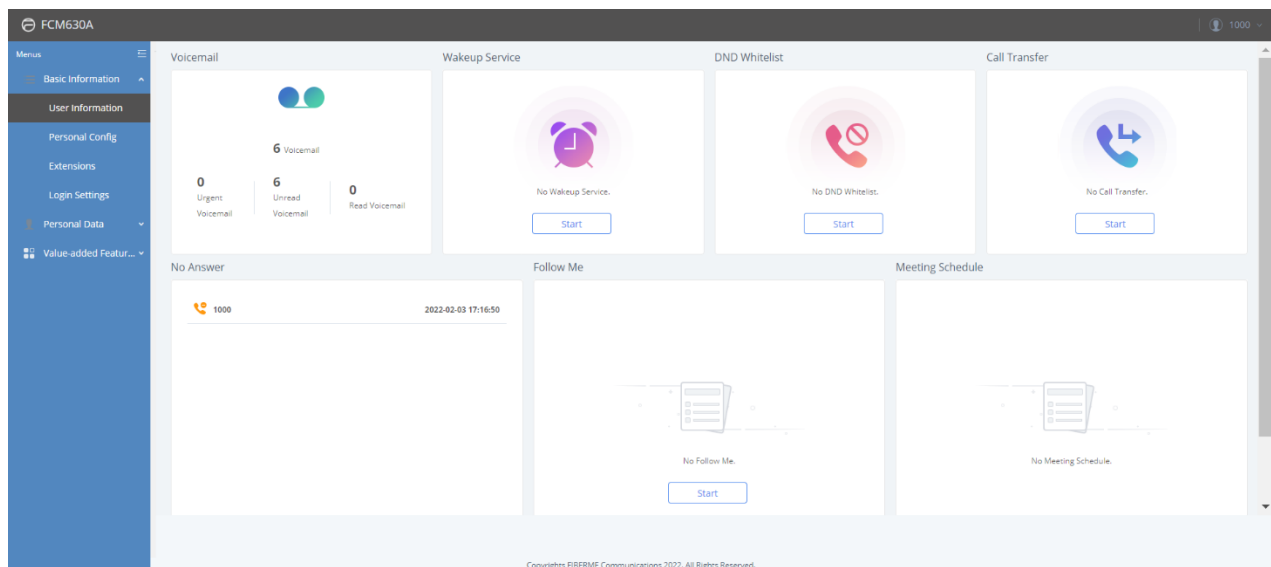 FCM630A
1000
Menus
Basic Information
User Information
Personal Config
Extensions
Login Settings
Personal Data
Value-added Featur...
Voicemail
6 Voicemail
0
Urgent
Voicemail
6
Unread
Voicemail
0
Read Voicemail
Wakeup Service
No Wakeup Service.
Start
DND Whitelist
No DND Whitelist.
Start
Call Transfer
No Call Transfer.
Start
No Answer
1000 2022-02-03 17:16:50
Follow Me
No Follow Me.
Start
Meeting Schedule
No Meeting Schedule.
Copyrights FIBERME Communications 2022. All Rights Reserved.